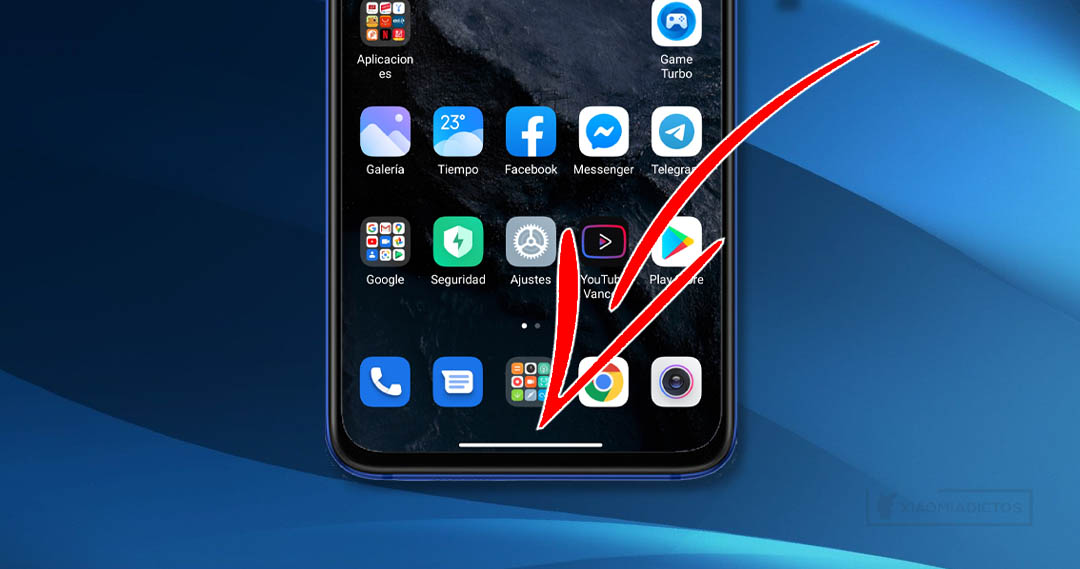 Aplicacion
es
Game
Turbo
23°
Galería
Tiempo
Facebook
Messenger
Google
Seguridad
Ajustes
XIAOMIADICTOS